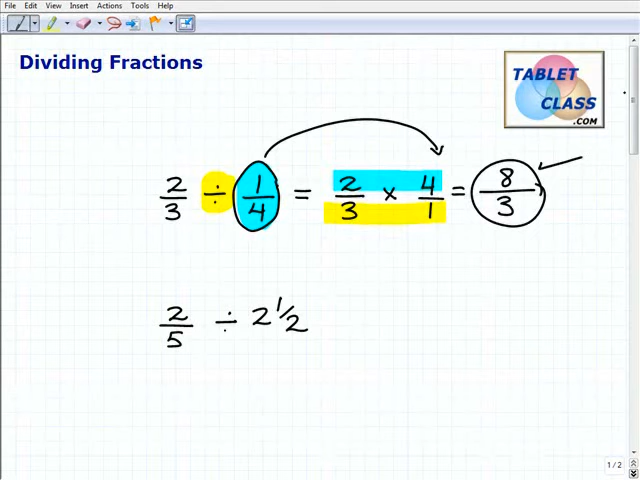 File Edit View Insert Actions Tools Help
Dividing Fractions
TABLET
CLASS
.COM
2/3 ÷ 1/4 = 2/3 × 4/1 = 8/3
2/5 ÷ 2 1/2
1/2